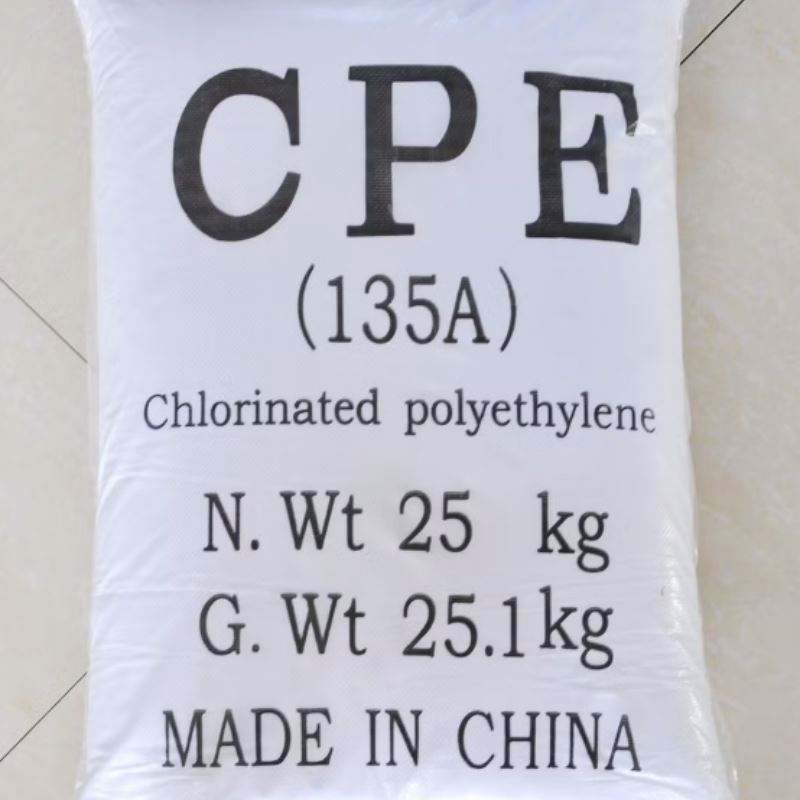 CPE
(135A)
Chlorinated polyethylene
N. Wt 25 kg
G. Wt 25.1kg
MADE IN CHINA